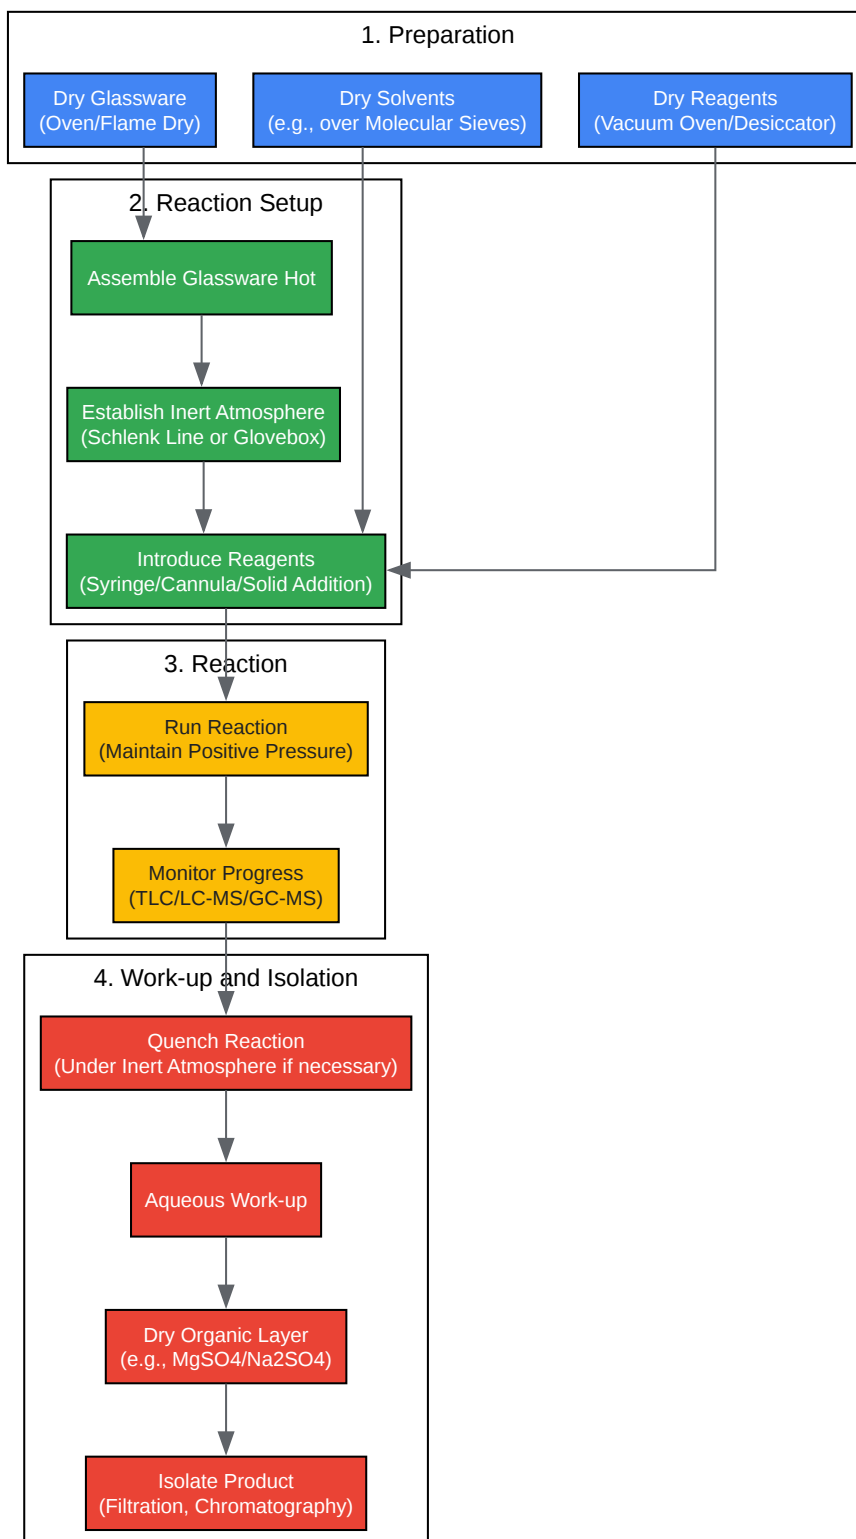 1. Preparation
Dry Glassware
(Oven/Flame Dry)
Dry Solvents
(e.g., over Molecular Sieves)
Dry Reagents
(Vacuum Oven/Desiccator)
2. Reaction Setup
Assemble Glassware Hot
Establish Inert Atmosphere
(Schlenk Line or Glovebox)
Introduce Reagents
(Syringe/Cannula/Solid Addition)
3. Reaction
Run Reaction
(Maintain Positive Pressure)
Monitor Progress
(TLC/LC-MS/GC-MS)
4. Work-up and Isolation
Quench Reaction
(Under Inert Atmosphere if necessary)
Aqueous Work-up
Dry Organic Layer
(e.g., MgSO4/Na2SO4)
Isolate Product
(Filtration, Chromatography)